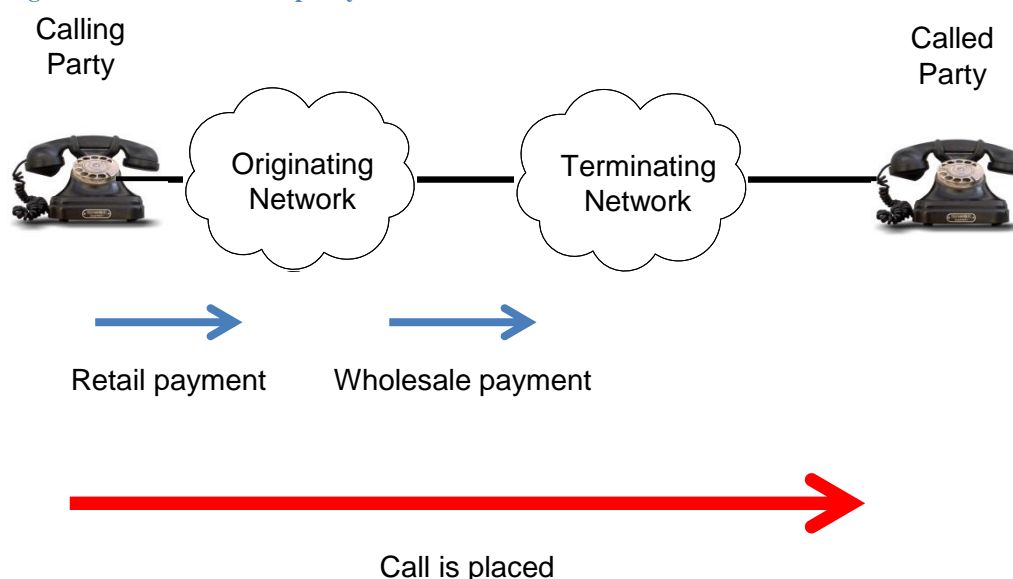 Calling
Party
Called
Party
Originating
Network
Terminating
Network
Retail payment
Wholesale payment
Call is placed